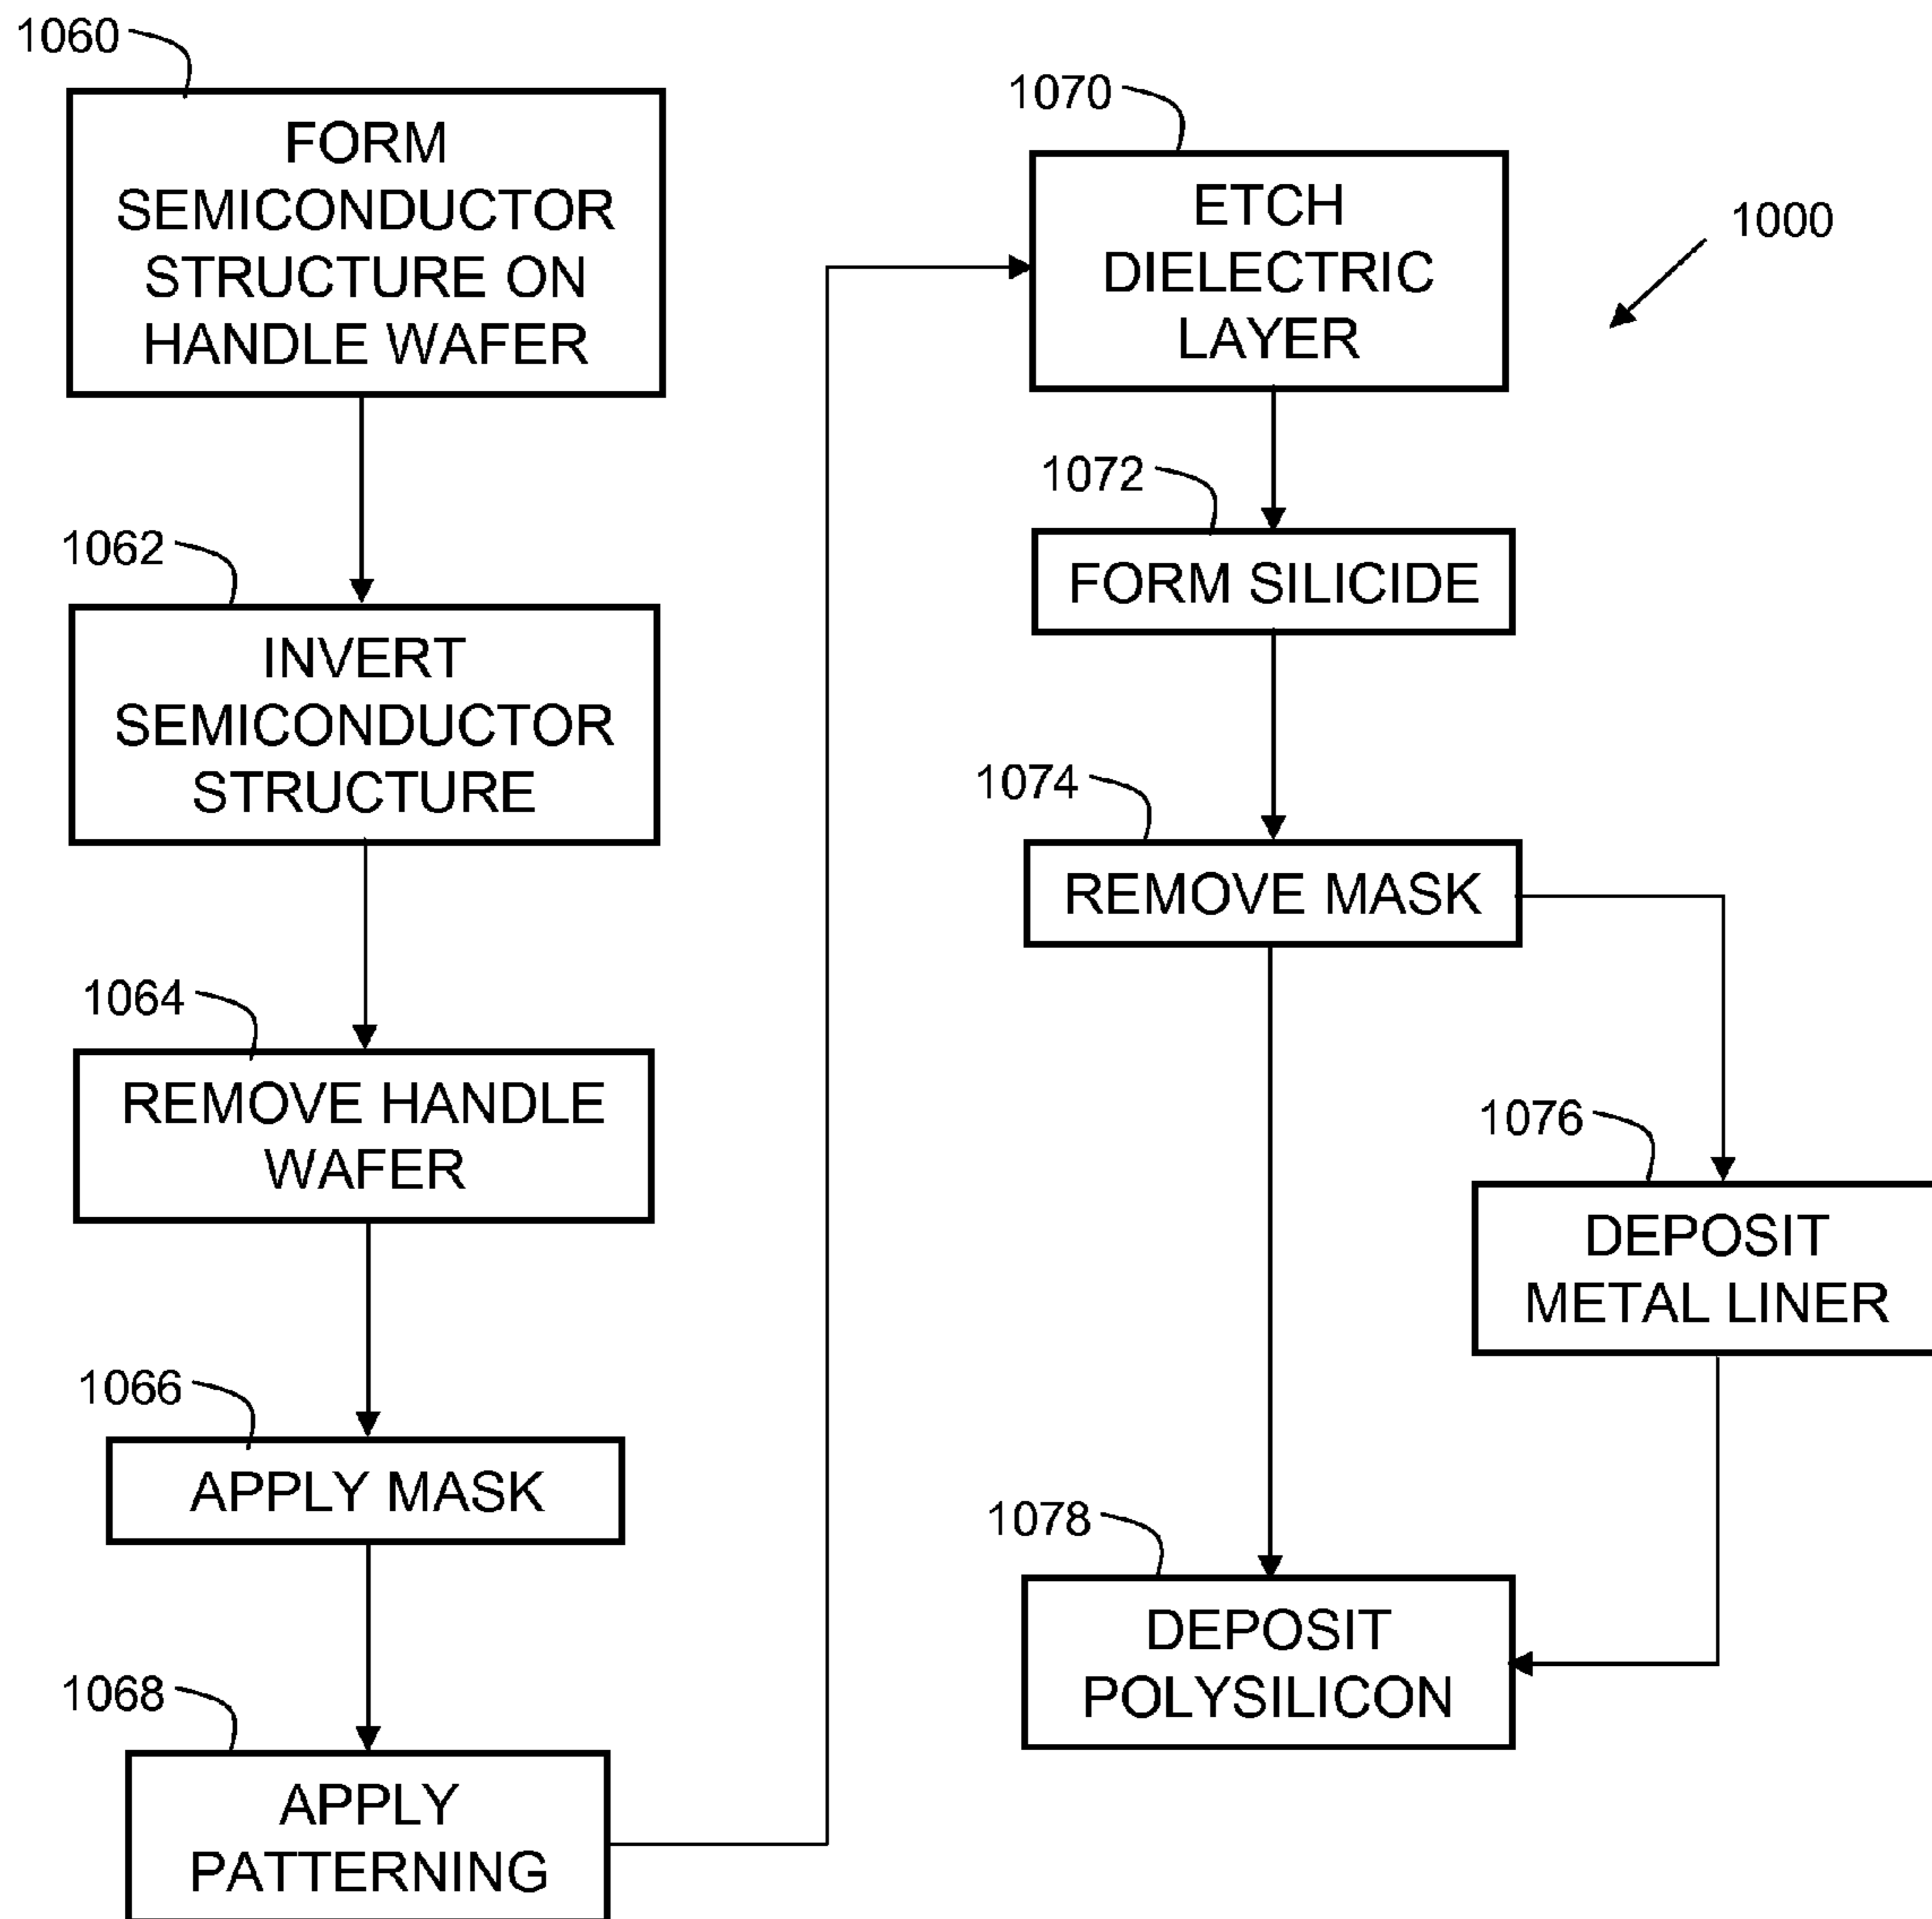 1060
FORM
SEMICONDUCTOR
STRUCTURE ON
HANDLE WAFER
1062
INVERT
SEMICONDUCTOR
STRUCTURE
1064
REMOVE HANDLE
WAFER
1066
APPLY MASK
1068
APPLY
PATTERNING
1070
ETCH
DIELECTRIC
LAYER
1000
1072
FORM SILICIDE
1074
REMOVE MASK
1076
DEPOSIT
METAL LINER
1078
DEPOSIT
POLYSILICON